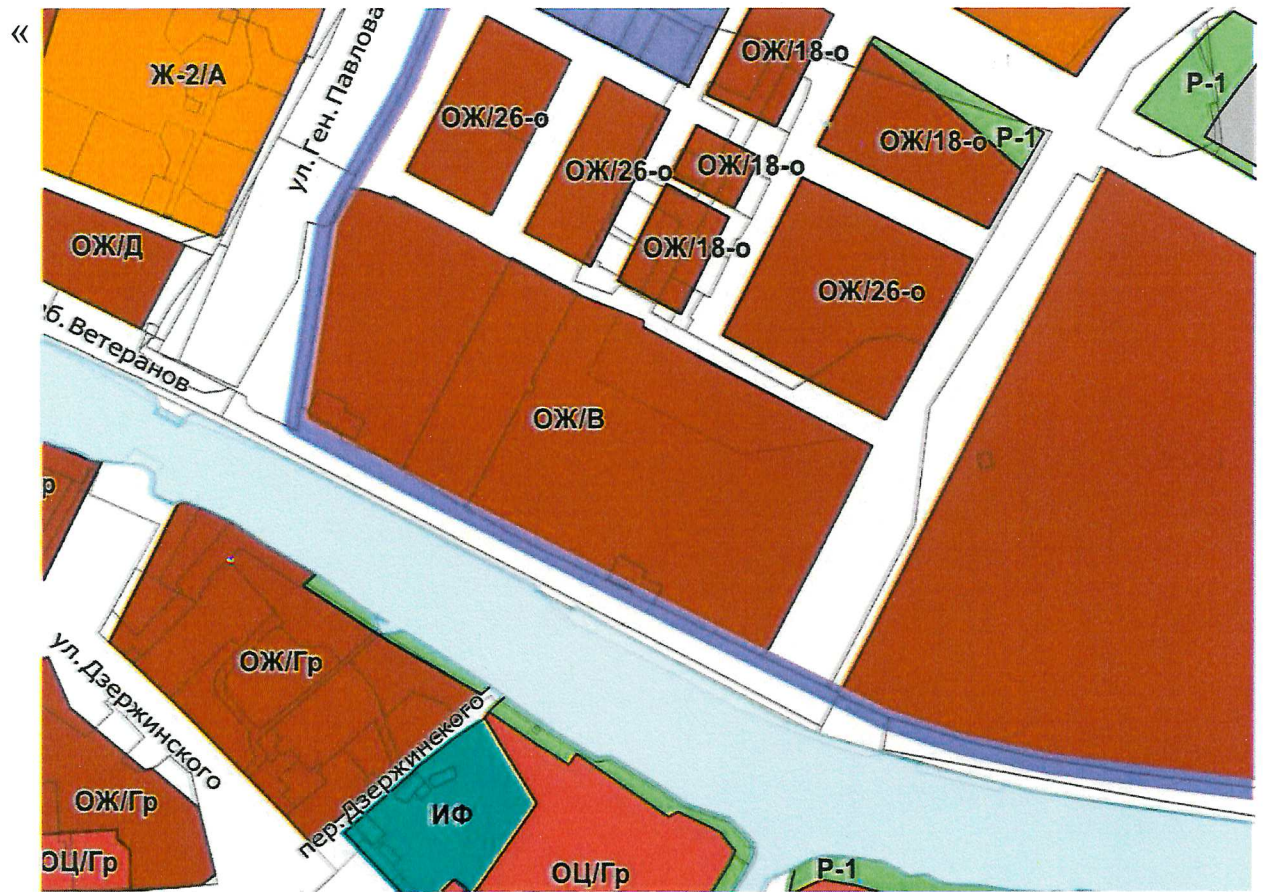 «
ОЖ/18-о
Ж-2/А
ул. Ген. Павлова
Р-1
ОЖ/26-о
ОЖ/18-о
Р-1
ОЖ/26-о
ОЖ/18-о
ОЖ/Д
ОЖ/18-о
ОЖ/26-о
аб. Ветеранов
ОЖ/В
р
ОЖ/Гр
ул. Дзержинского
пер. Дзержинского
ОЖ/Гр
ИФ
ОЦ/Гр
ОЦ/Гр
Р-1